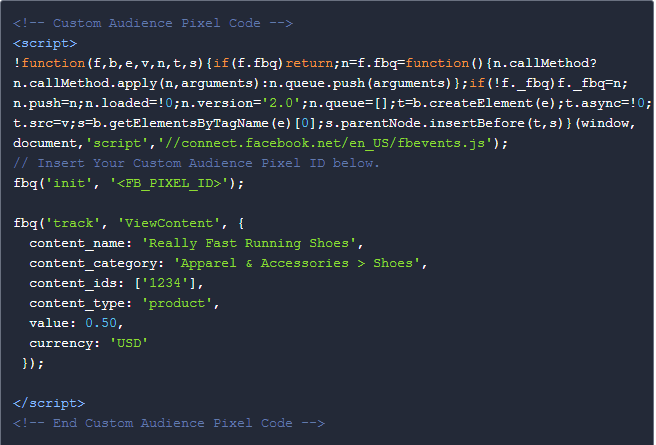 <!-- Custom Audience Pixel Code -->
<script>
!function(f,b,e,v,n,t,s){if(f.fbq)return;n=f.fbq=function(){n.callMethod?
n.callMethod.apply(n,arguments):n.queue.push(arguments)};if(!f._fbq)f._fbq=n;
n.push=n;n.loaded=!0;n.version='2.0';n.queue=[];t=b.createElement(e);t.async=!0;
t.src=v;s=b.getElementsByTagName(e)[0];s.parentNode.insertBefore(t,s)}(window,
document,'script','//connect.facebook.net/en_US/fbevents.js');
// Insert Your Custom Audience Pixel ID below.
fbq('init', '<FB_PIXEL_ID>');

fbq('track', 'ViewContent', {
  content_name: 'Really Fast Running Shoes',
  content_category: 'Apparel & Accessories > Shoes',
  content_ids: ['1234'],
  content_type: 'product',
  value: 0.50,
  currency: 'USD'
 });

</script>
<!-- End Custom Audience Pixel Code -->